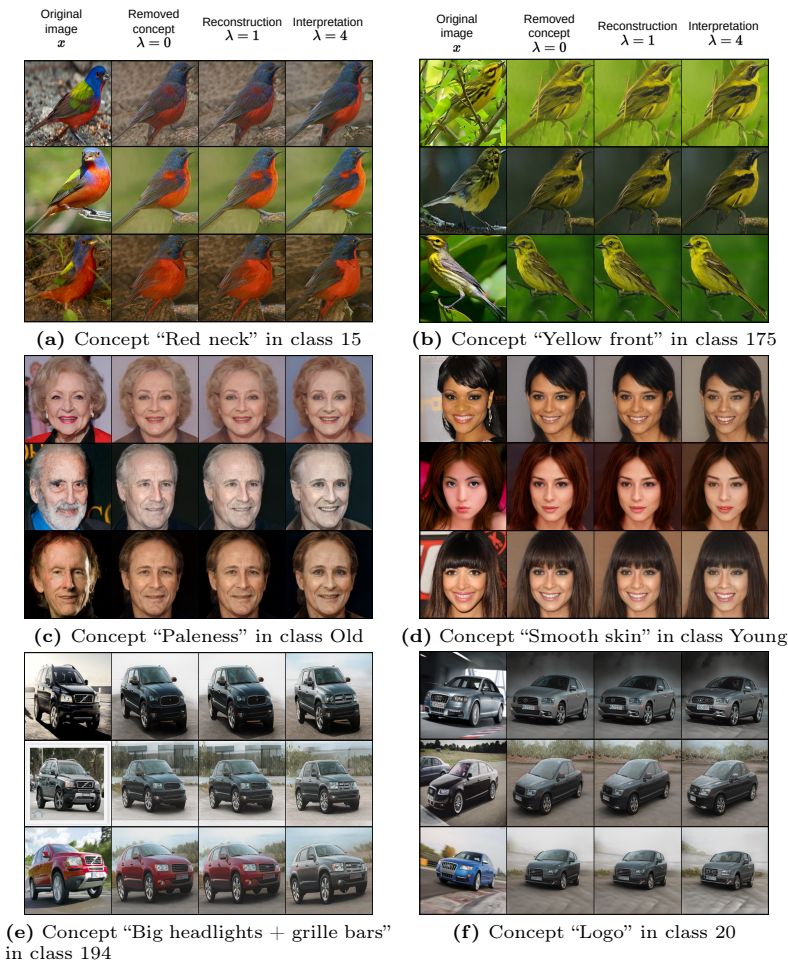 Original
image
x
Removed
concept
λ = 0
Reconstruction
λ = 1
Interpretation
λ = 4
Original
image
x
Removed
concept
λ = 0
Reconstruction
λ = 1
Interpretation
λ = 4
(a) Concept “Red neck” in class 15
(b) Concept “Yellow front” in class 175
(c) Concept “Paleness” in class Old
(d) Concept “Smooth skin” in class Young
(e) Concept “Big headlights + grille bars”
in class 194
(f) Concept “Logo” in class 20